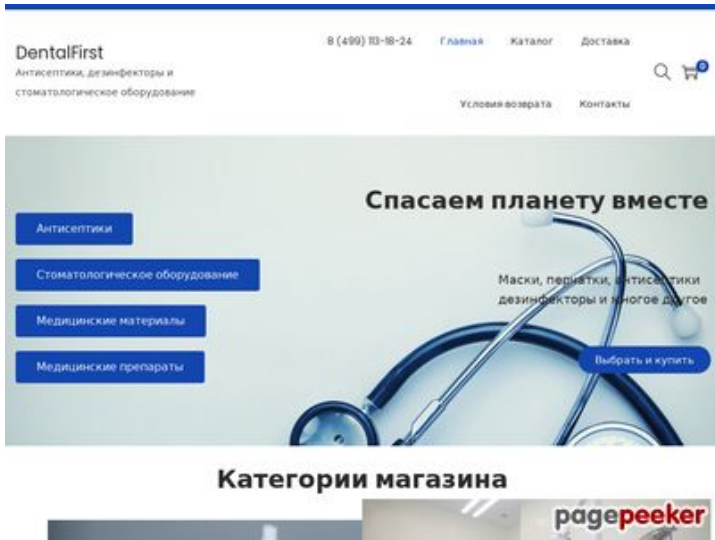 DentalFirst
Антисептики, дезинфекторы и
стоматологическое оборудование
8 (499) 113-18-24
Главная
Каталог
Доставка
0
Условия возврата
Контакты
Спасаем планету вместе
Антисептики
Стоматологическое оборудование
Медицинские материалы
Медицинские препараты
Маски, перчатки, антисептики
дезинфекторы и многое другое
Выбрать и купить
Категории магазина
pagepeeker